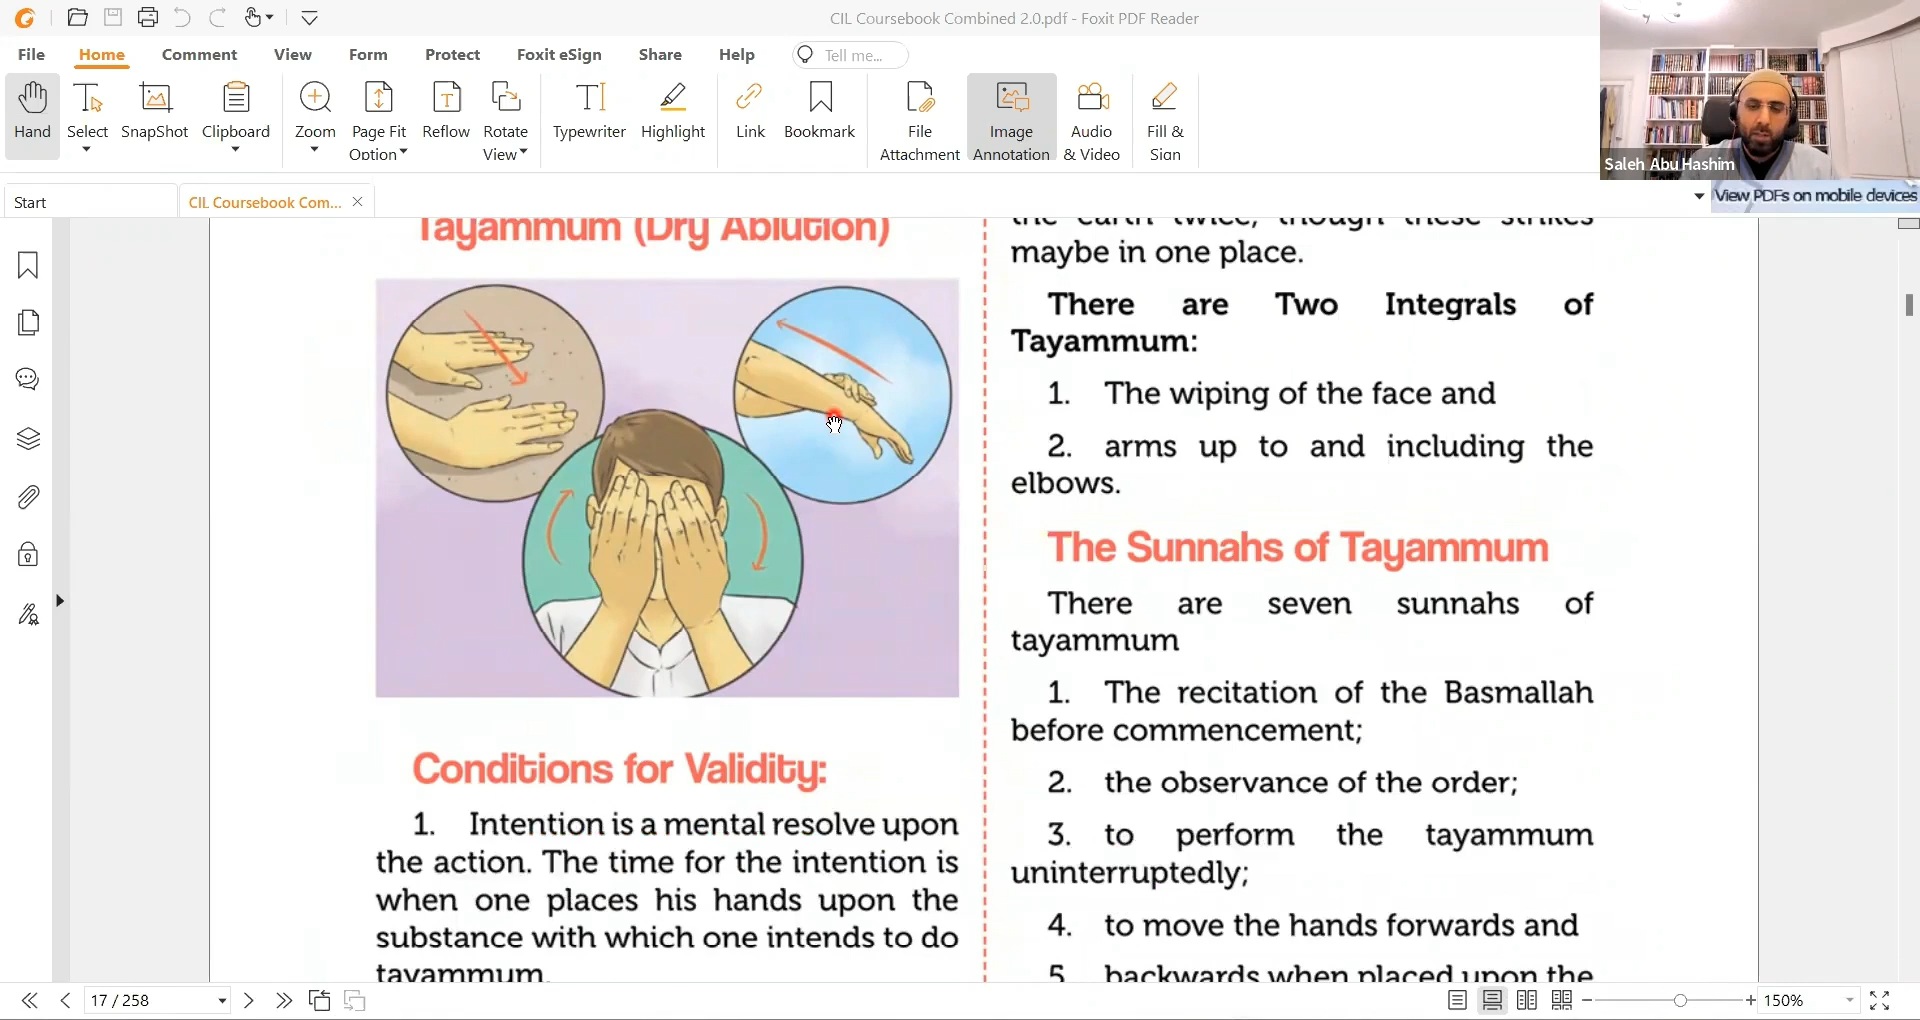 CIL Coursebook Combined 2.0.pdf - Foxit PDF Reader
File Home Comment View Form Protect Foxit eSign Share Help Tell me...
Hand Select SnapShot Clipboard Zoom Page Fit Option Reflow Rotate View Typewriter Highlight Link Bookmark File Attachment Image Annotation Audio & Video Fill & Sign
Saleh Abu Hashim
View PDFs on mobile devices
Start CIL Coursebook Com...
Tayammum (Dry Ablution)
Conditions for Validity:
1. Intention is a mental resolve upon
the action. The time for the intention is
when one places his hands upon the
substance with which one intends to do
tayammum.
the earth twice, though these strikes
maybe in one place.
There are Two Integrals of
Tayammum:
1. The wiping of the face and
2. arms up to and including the
elbows.
The Sunnahs of Tayammum
There are seven sunnahs of
tayammum
1. The recitation of the Basmallah
before commencement;
2. the observance of the order;
3. to perform the tayammum
uninterruptedly;
4. to move the hands forwards and
5. backwards when placed upon the
17 / 258
150%